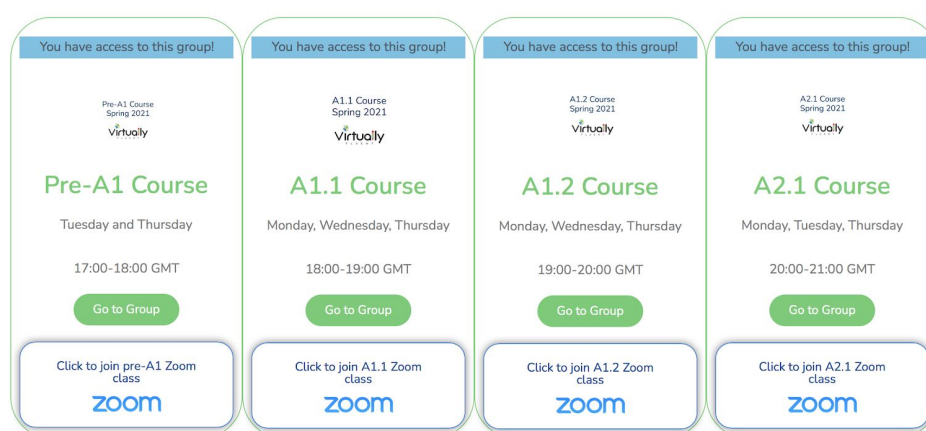 You have access to this group!
Pre-A1 Course
Spring 2021
Virtually
FLUENT
Pre-A1 Course
Tuesday and Thursday
17:00-18:00 GMT
Go to Group
Click to join pre-A1 Zoom
class
zoom
You have access to this group!
A1.1 Course
Spring 2021
Virtually
FLUENT
A1.1 Course
Monday, Wednesday, Thursday
18:00-19:00 GMT
Go to Group
Click to join A1.1 Zoom
class
zoom
You have access to this group!
A1.2 Course
Spring 2021
Virtually
FLUENT
A1.2 Course
Monday, Wednesday, Thursday
19:00-20:00 GMT
Go to Group
Click to join A1.2 Zoom
class
zoom
You have access to this group!
A2.1 Course
Spring 2021
Virtually
FLUENT
A2.1 Course
Monday, Tuesday, Thursday
20:00-21:00 GMT
Go to Group
Click to join A2.1 Zoom
class
zoom